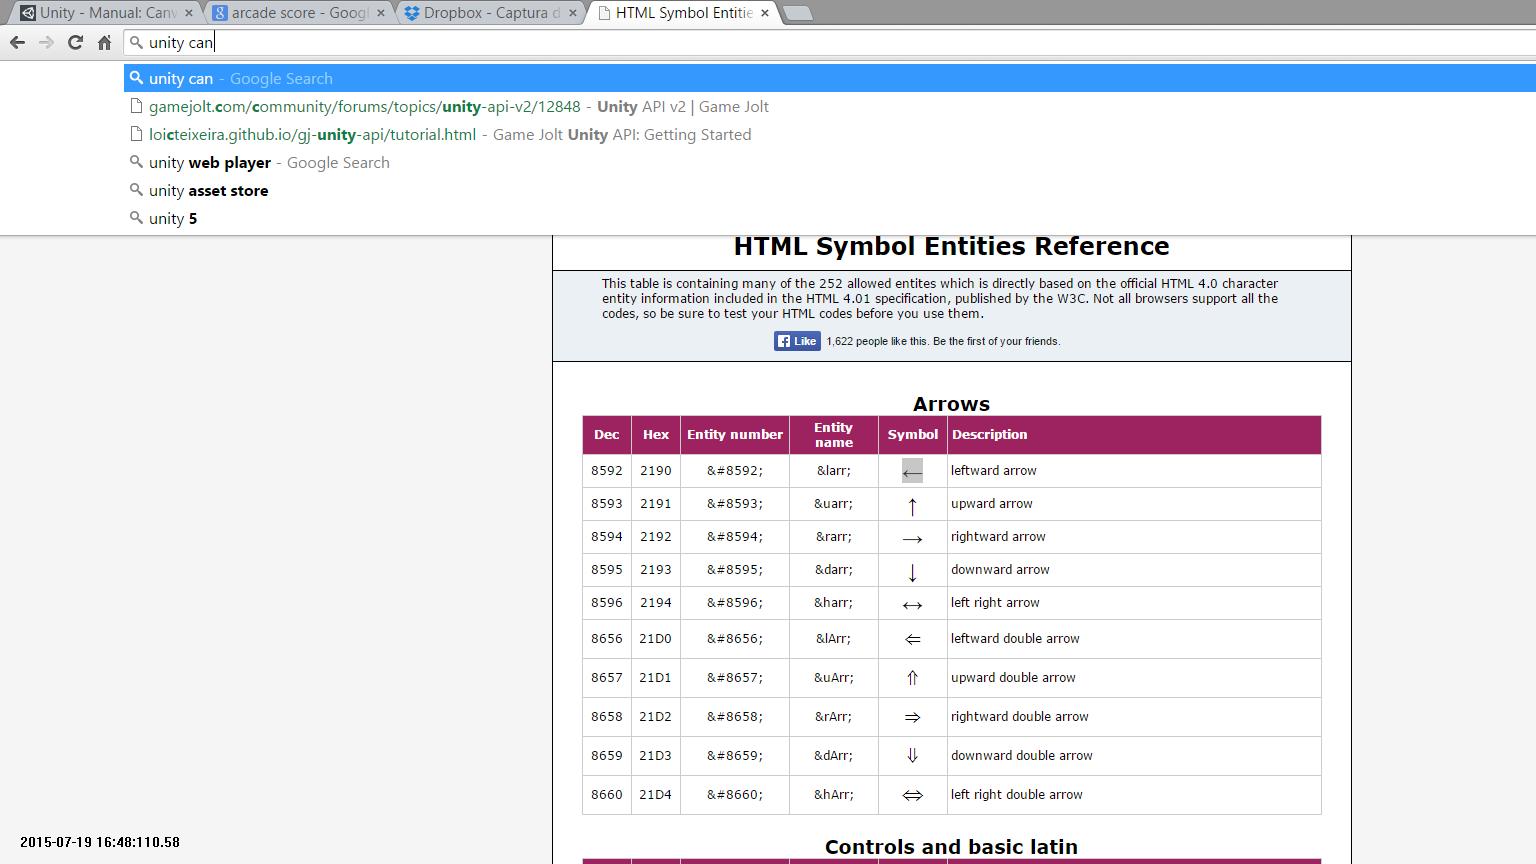 Unity - Manual: Canv
arcade score - Googl
Dropbox - Captura d
HTML Symbol Entitie
unity can
unity can - Google Search
gamejolt.com/community/forums/topics/unity-api-v2/12848 - Unity API v2 | Game Jolt
loicteixeira.github.io/gj-unity-api/tutorial.html - Game Jolt Unity API: Getting Started
unity web player - Google Search
unity asset store
unity 5
HTML Symbol Entities Reference
This table is containing many of the 252 allowed entites which is directly based on the official HTML 4.0 character
entity information included in the HTML 4.01 specification, published by the W3C. Not all browsers support all the
codes, so be sure to test your HTML codes before you use them.
Like 1,622 people like this. Be the first of your friends.
Arrows
Dec Hex Entity number Entity name Symbol Description
8592 2190 &#8592; &larr; ← leftward arrow
8593 2191 &#8593; &uarr; ↑ upward arrow
8594 2192 &#8594; &rarr; → rightward arrow
8595 2193 &#8595; &darr; ↓ downward arrow
8596 2194 &#8596; &harr; ↔ left right arrow
8656 21D0 &#8656; &lArr; ⇐ leftward double arrow
8657 21D1 &#8657; &uArr; ⇑ upward double arrow
8658 21D2 &#8658; &rArr; ⇒ rightward double arrow
8659 21D3 &#8659; &dArr; ⇓ downward double arrow
8660 21D4 &#8660; &hArr; ⇔ left right double arrow
Controls and basic latin
2015-07-19 16:48:110.58